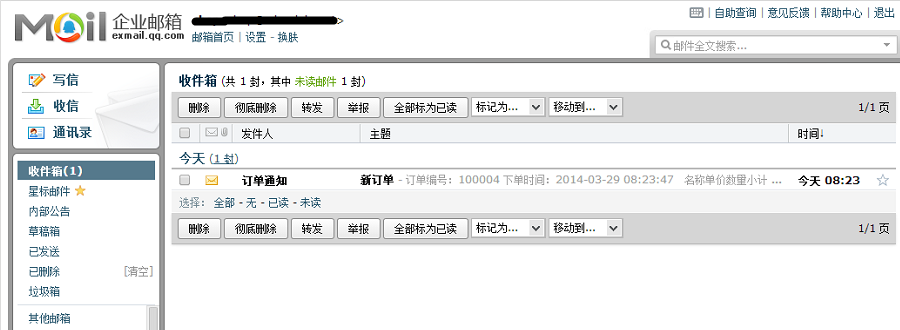 Mail 企业邮箱
exmail.qq.com
>
邮箱首页 | 设置 - 换肤
自助查询 | 意见反馈 | 帮助中心 | 退出
邮件全文搜索...
写信
收信
通讯录
收件箱(1)
星标邮件
内部公告
草稿箱
已发送
已删除 [清空]
垃圾箱
其他邮箱
收件箱 (共 1 封，其中 未读邮件 1 封)
删除 彻底删除 转发 举报 全部标为已读 标记为... 移动到... 1/1 页
发件人 主题 时间↓
今天 (1 封)
订单通知 新订单 - 订单编号：100004 下单时间：2014-03-29 08:23:47 名称单价数量小计 ... 今天 08:23
选择： 全部 - 无 - 已读 - 未读
删除 彻底删除 转发 举报 全部标为已读 标记为... 移动到... 1/1 页